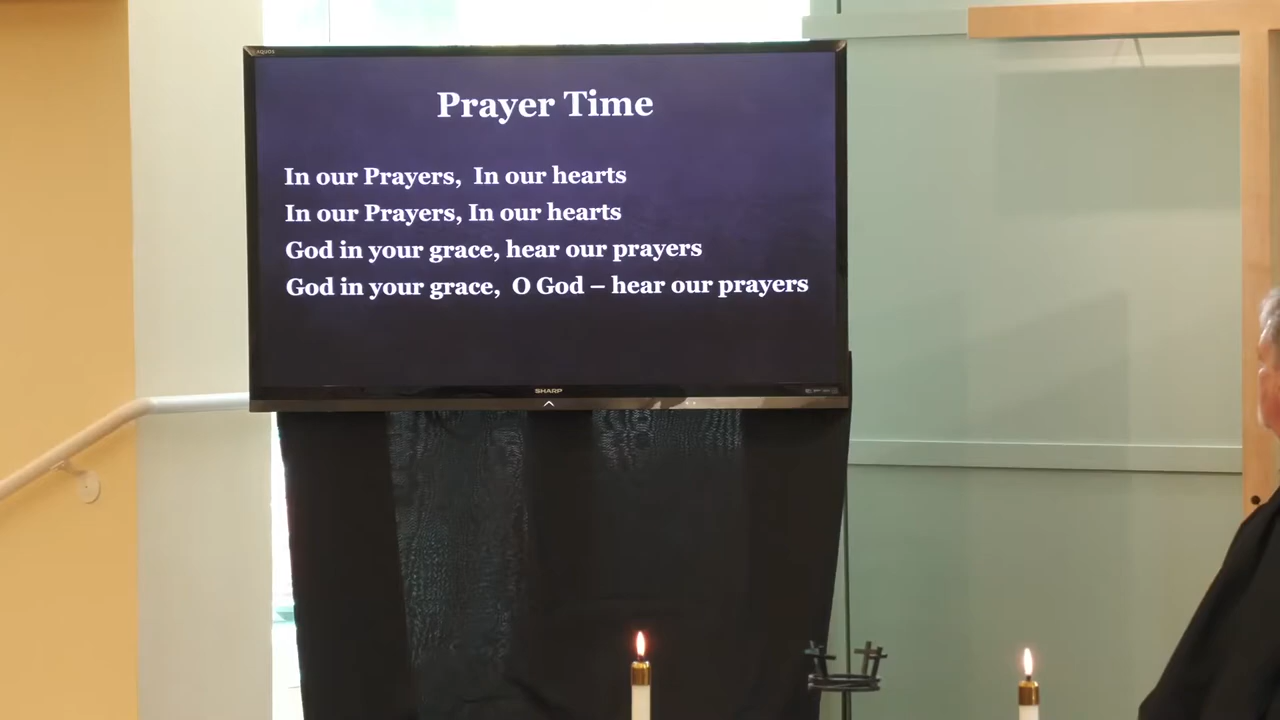 AQUOS
Prayer Time
In our Prayers,  In our hearts
In our Prayers, In our hearts
God in your grace, hear our prayers
God in your grace,  O God – hear our prayers
SHARP